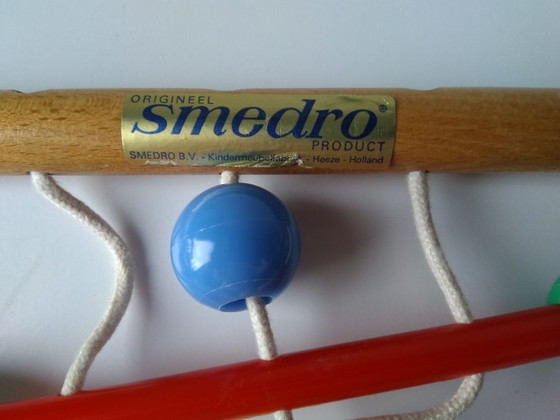 ORIGINEEL
smedro®
PRODUCT
SMEDRO B.V. - Kindermeubelfabriek - Heeze - Holland